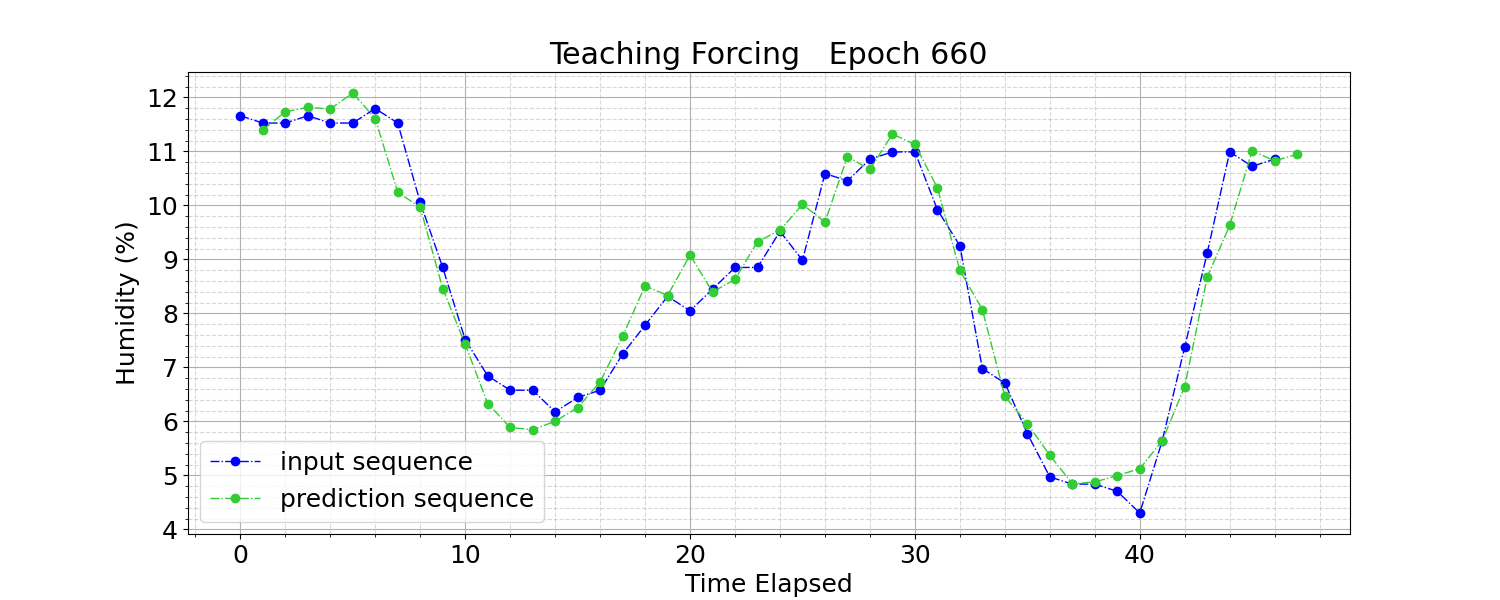 Teaching Forcing   Epoch 660
12
11
10
9
8
7
6
5
4
Humidity (%)
input sequence
prediction sequence
0 10 20 30 40
Time Elapsed